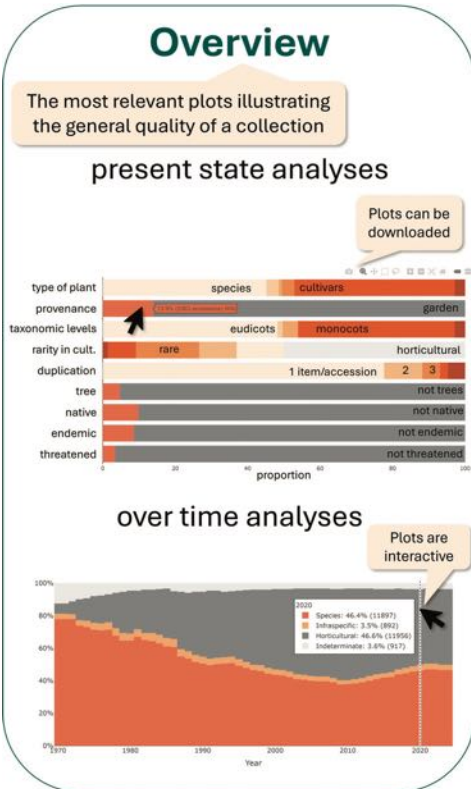 Overview
The most relevant plots illustrating
the general quality of a collection
present state analyses
Plots can be
downloaded
type of plant species cultivars
provenance garden
taxonomic levels eudicots monocots
rarity in cult. rare horticultural
duplication 1 item/accession 2 3
tree not trees
native not native
endemic not endemic
threatened not threatened
0 20 40 60 80 100
proportion
over time analyses
Plots are
interactive
100%
80%
60%
40%
20%
0%
2020
Species: 46.4% (11897)
Infraspecific: 3.5% (892)
Horticultural: 46.6% (11956)
Indeterminate: 3.6% (917)
1970 1980 1990 2000 2010 2020
Year